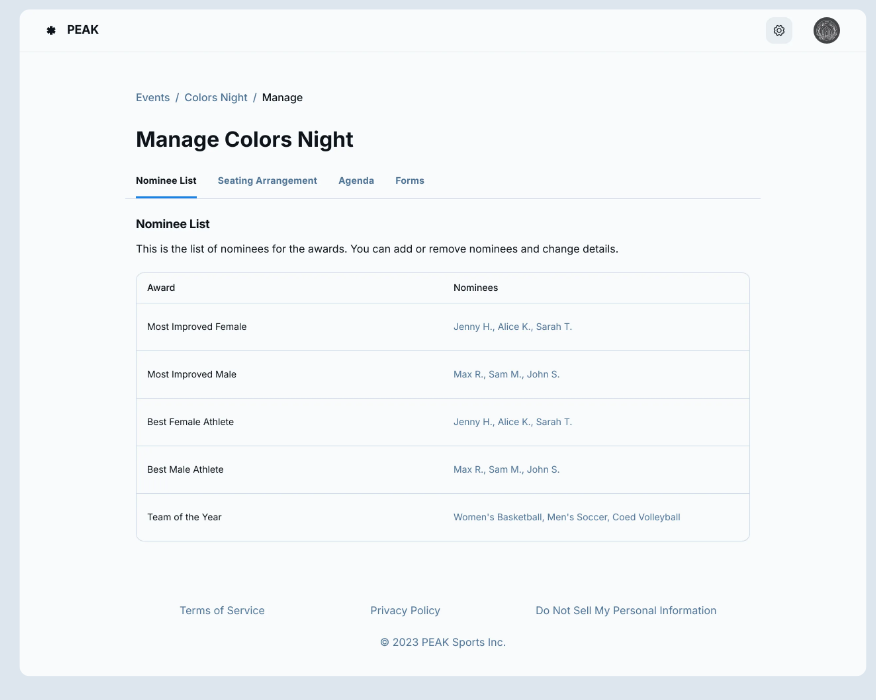 PEAK
Events / Colors Night / Manage
Manage Colors Night
Nominee List Seating Arrangement Agenda Forms
Nominee List
This is the list of nominees for the awards. You can add or remove nominees and change details.
Award Nominees
Most Improved Female Jenny H., Alice K., Sarah T.
Most Improved Male Max R., Sam M., John S.
Best Female Athlete Jenny H., Alice K., Sarah T.
Best Male Athlete Max R., Sam M., John S.
Team of the Year Women's Basketball, Men's Soccer, Coed Volleyball
Terms of Service Privacy Policy Do Not Sell My Personal Information
© 2023 PEAK Sports Inc.